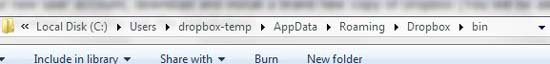 « Local Disk (C:) ▸ Users ▸ dropbox-temp ▸ AppData ▸ Roaming ▸ Dropbox ▸ bin
Include in library ▾ Share with ▾ Burn New folder